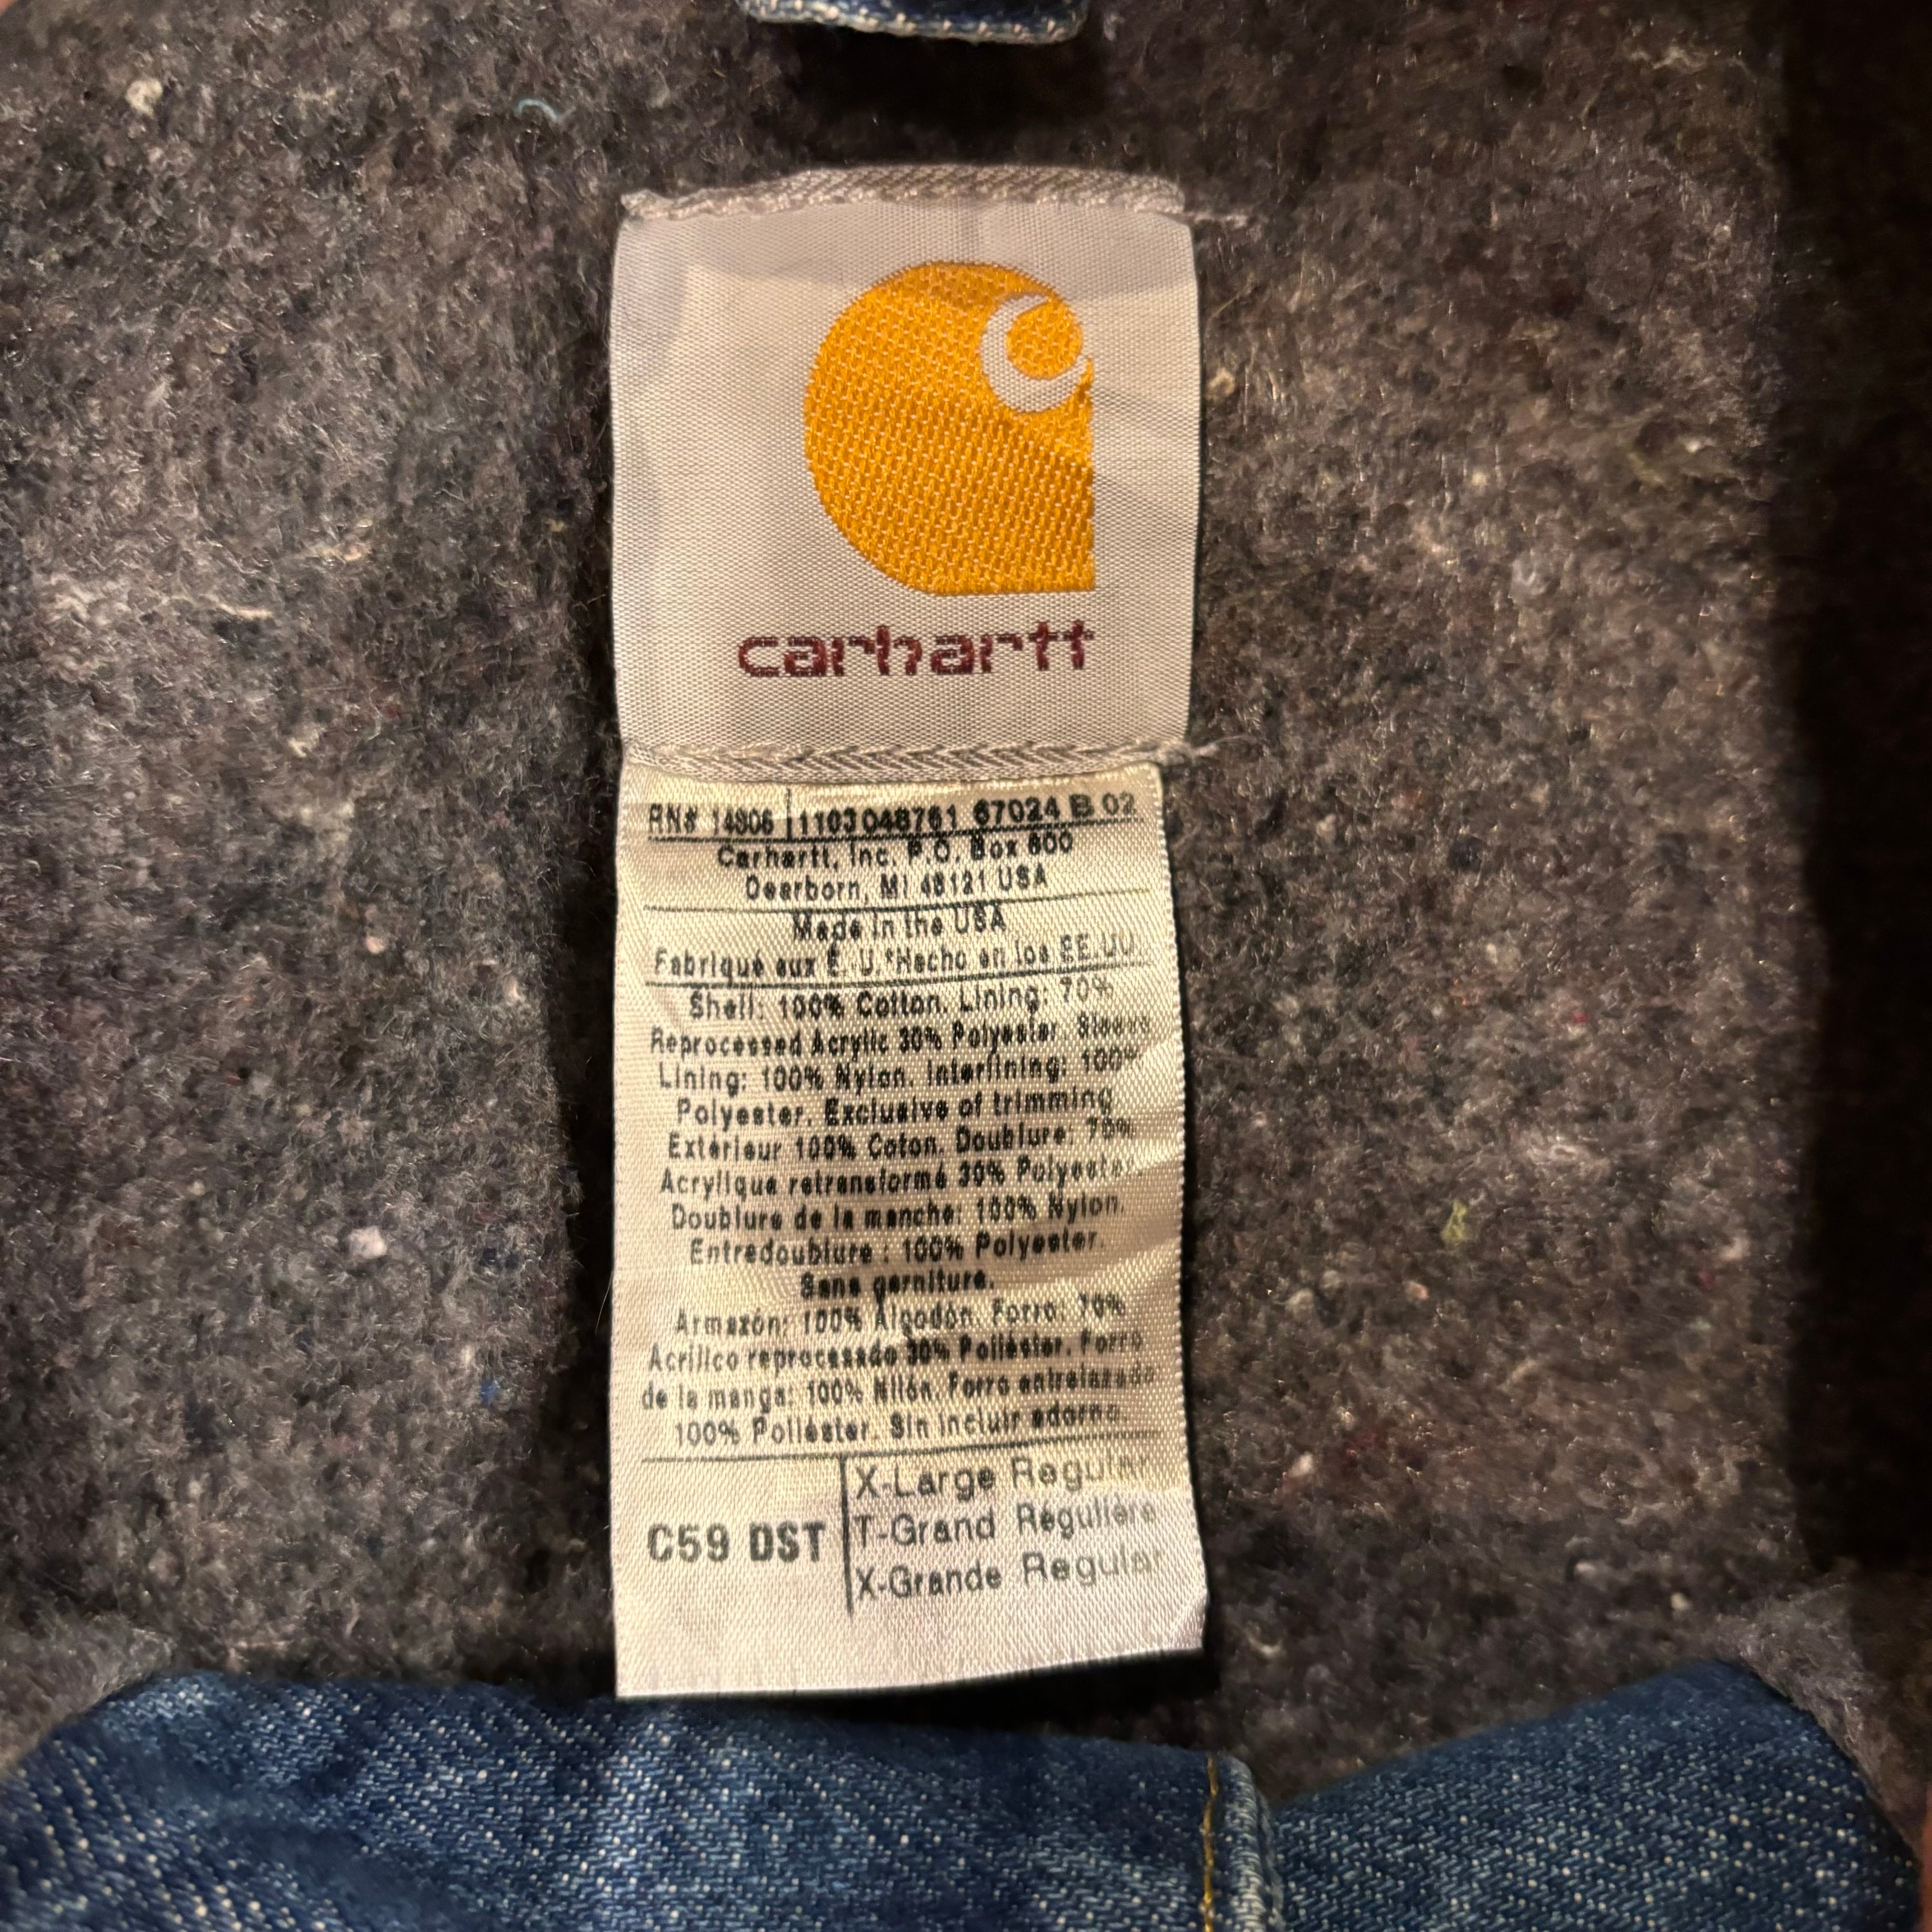 carhartt
RN# 14806 1103 048761 67024 B 02
Carhartt, Inc. P.O. Box 600
Dearborn, MI 48121 USA
Made in the USA
Fabriqué aux É. U.*Hecho en los EE.UU.
Shell: 100% Cotton. Lining: 70%
Reprocessed Acrylic 30% Polyester. Sleeve
Lining: 100% Nylon. Interlining: 100%
Polyester. Exclusive of trimming
Extérieur 100% Coton. Doublure: 70%
Acrylique retransformé 30% Polyester
Doublure de la manche: 100% Nylon.
Entredoublure : 100% Polyester.
Sans garniture.
Armazón: 100% Algodón. Forro: 70%
Acrílico reprocesado 30% Poliéster. Forro
de la manga: 100% Nilón. Forro entrelazado
100% Poliéster. Sin incluir adorno.
C59 DST
X-Large Regular
T-Grand Régulière
X-Grande Regular